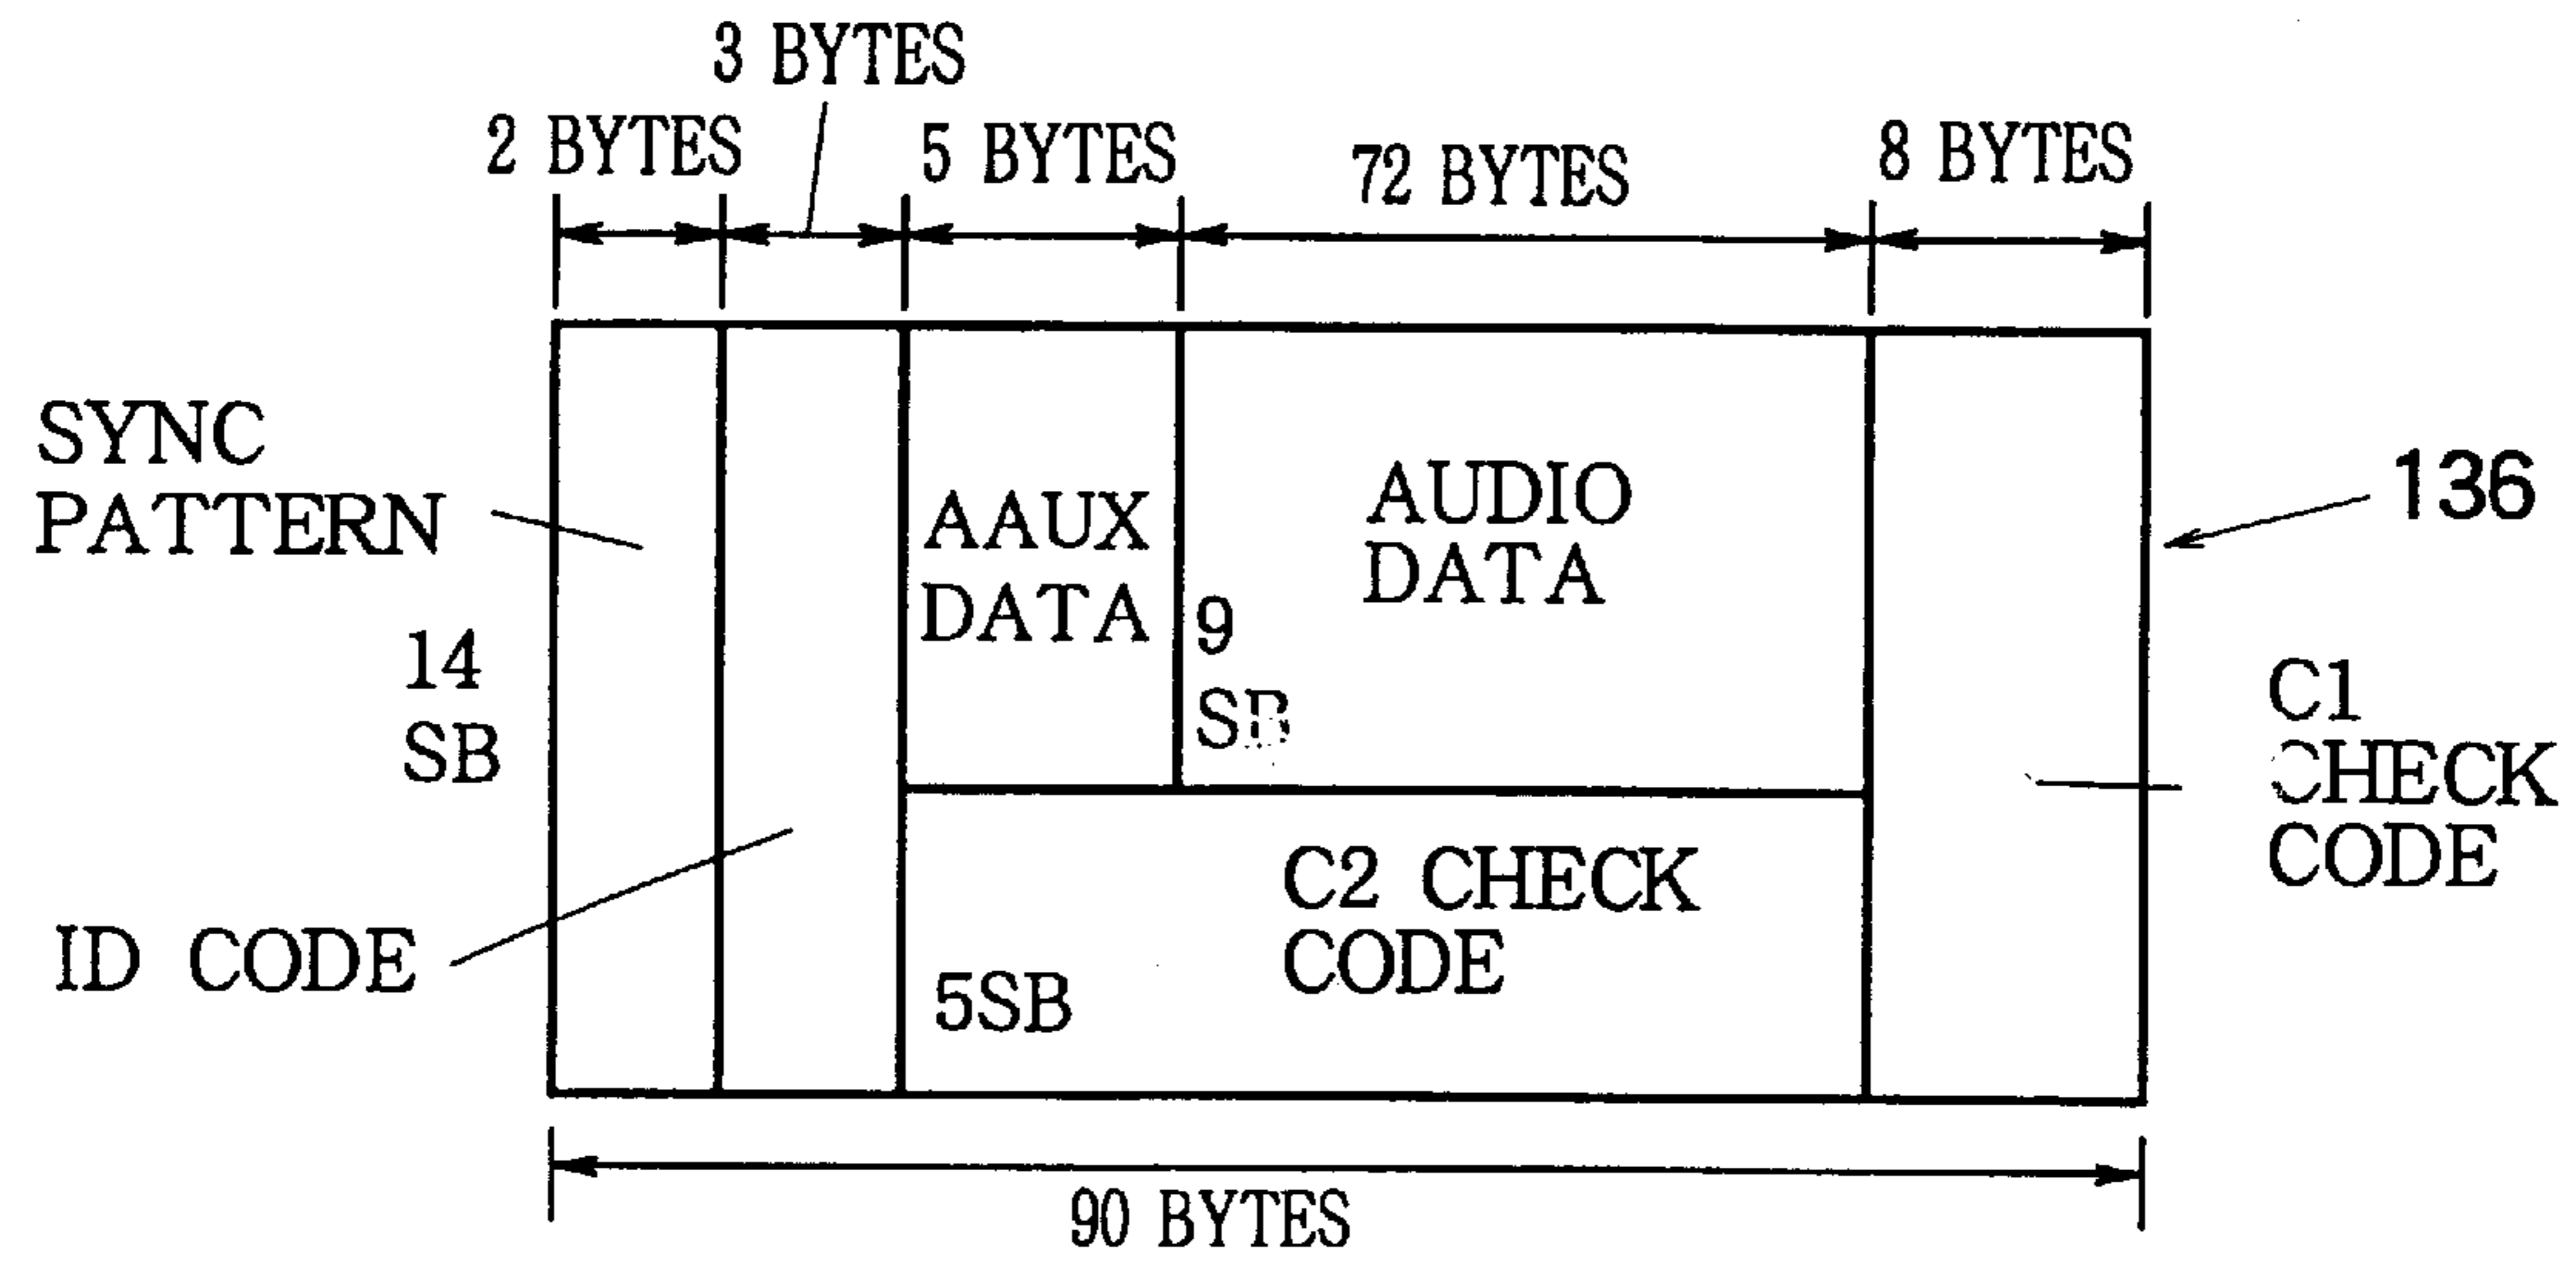 3 BYTES
2 BYTES
5 BYTES
72 BYTES
8 BYTES
SYNC
PATTERN
AAUX
DATA
AUDIO
DATA
136
14
SB
9
SB
C1
CHECK
CODE
C2 CHECK
CODE
ID CODE
5SB
90 BYTES